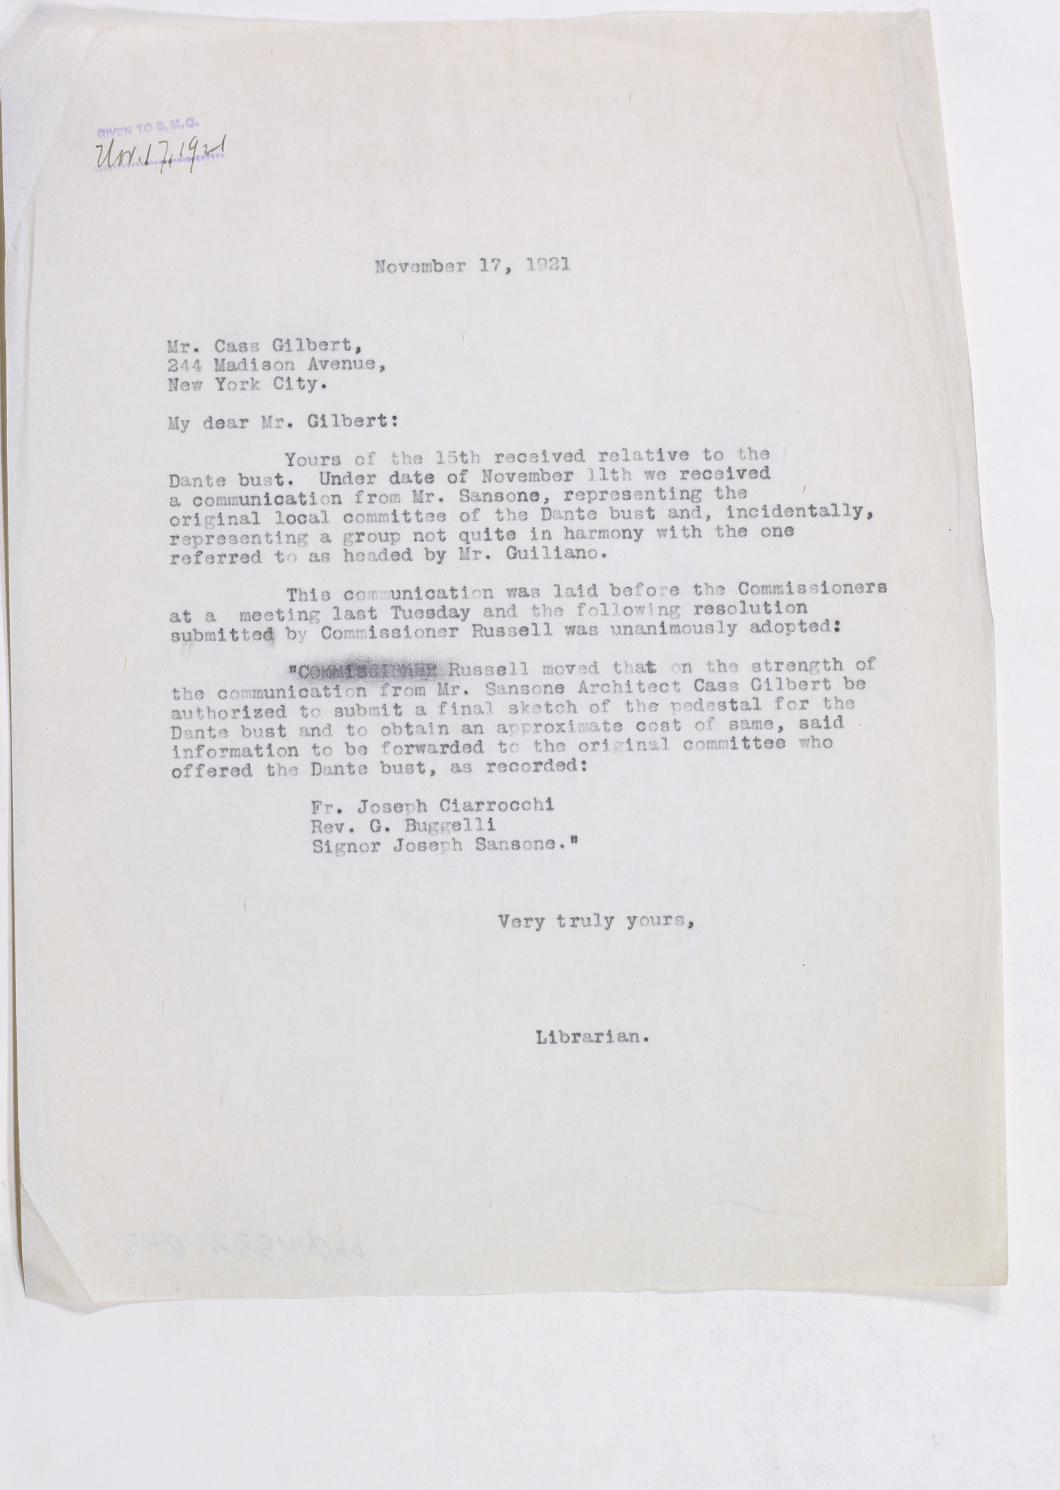 GIVEN TO B.M.G.
Nov. 17, 1921
November 17, 1921
Mr. Cass Gilbert,
244 Madison Avenue,
New York City.
My dear Mr. Gilbert:
Yours of the 15th received relative to the
Dante bust. Under date of November 11th we received
a communication from Mr. Sansone, representing the
original local committee of the Dante bust and, incidentally,
representing a group not quite in harmony with the one
referred to as headed by Mr. Guiliano.
This communication was laid before the Commissioners
at a meeting last Tuesday and the following resolution
submitted by Commissioner Russell was unanimously adopted:
"Commissioner Russell moved that on the strength of
the communication from Mr. Sansone Architect Cass Gilbert be
authorized to submit a final sketch of the pedestal for the
Dante bust and to obtain an approximate cost of same, said
information to be forwarded to the original committee who
offered the Dante bust, as recorded:
Fr. Joseph Ciarrocchi
Rev. G. Buggelli
Signor Joseph Sansone."
Very truly yours,
Librarian.